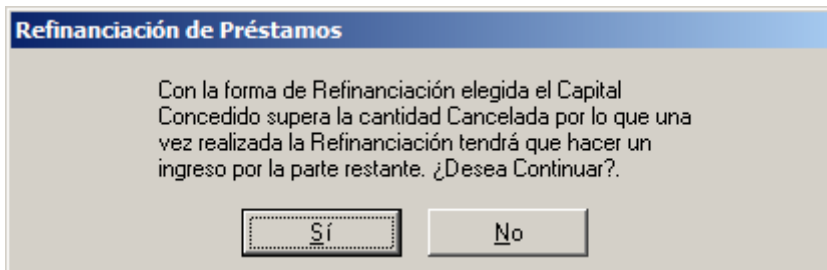 Refinanciación de Préstamos
Con la forma de Refinanciación elegida el Capital
Concedido supera la cantidad Cancelada por lo que una
vez realizada la Refinanciación tendrá que hacer un
ingreso por la parte restante. ¿Desea Continuar?.
Sí
No